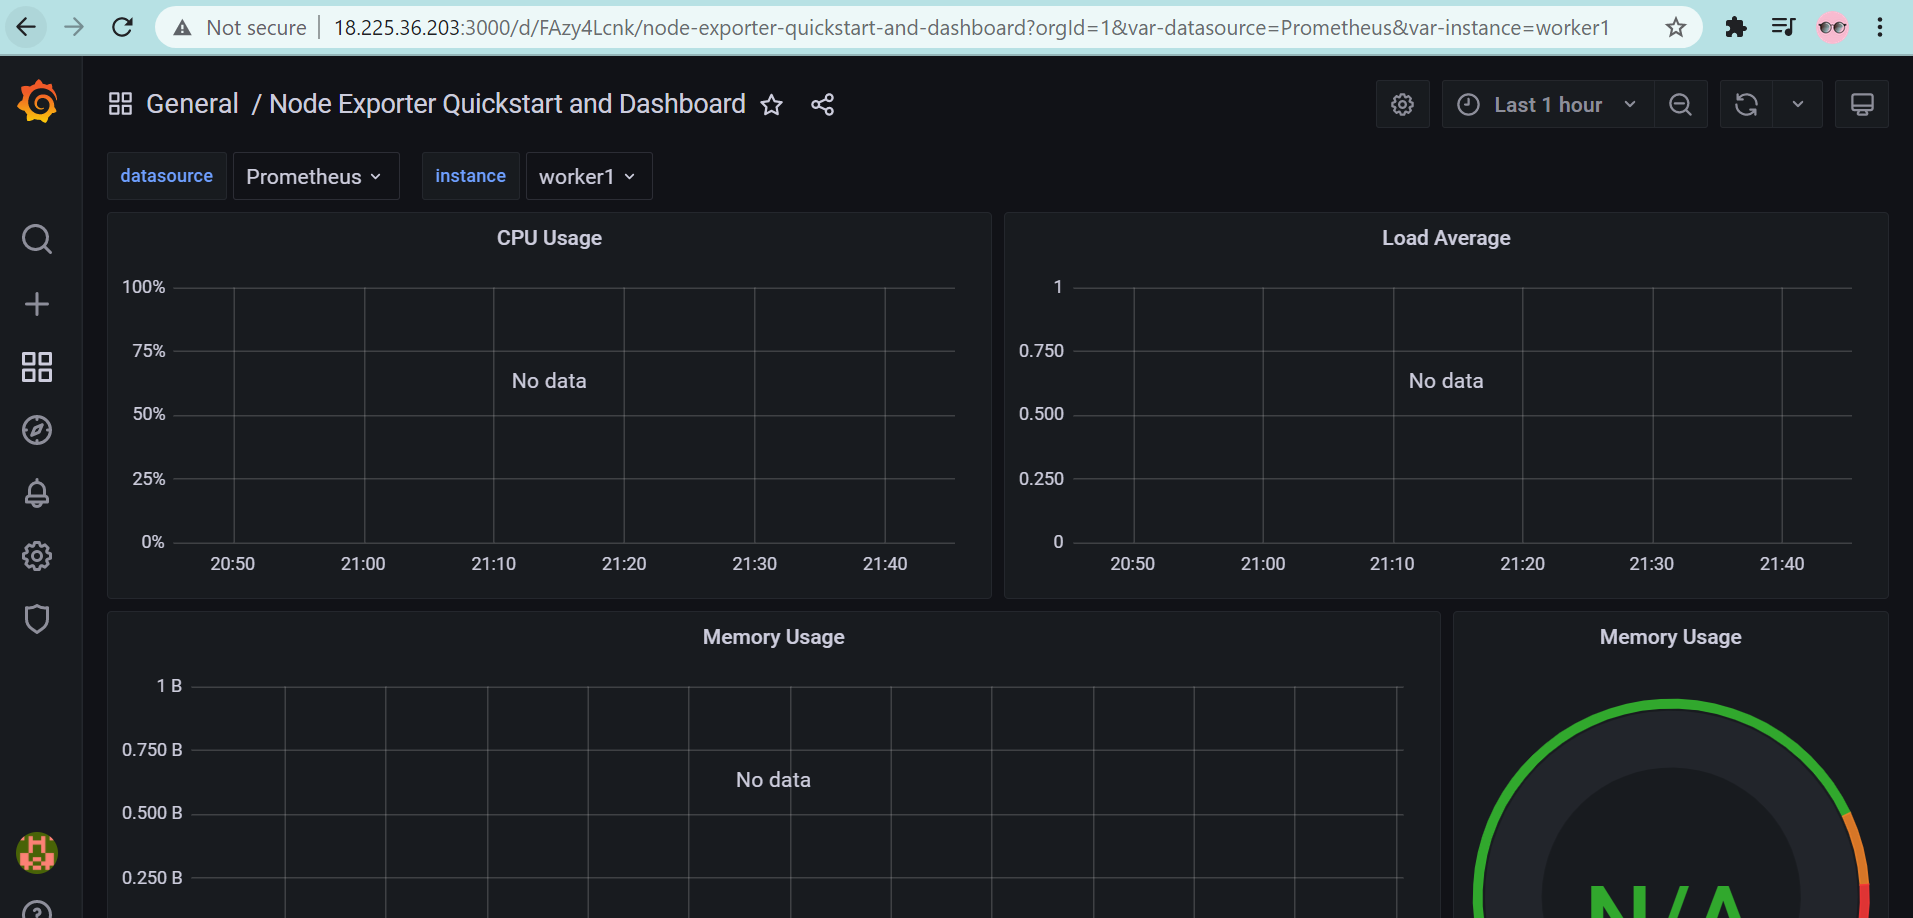 Not secure
18.225.36.203:3000/d/FAzy4Lcnk/node-exporter-quickstart-and-dashboard?orgId=1&var-datasource=Prometheus&var-instance=worker1
General / Node Exporter Quickstart and Dashboard
Last 1 hour
datasource
Prometheus
instance
worker1
CPU Usage
100%
75%
50%
25%
0%
No data
20:50 21:00 21:10 21:20 21:30 21:40
Load Average
1
0.750
0.500
0.250
0
No data
20:50 21:00 21:10 21:20 21:30 21:40
Memory Usage
1 B
0.750 B
0.500 B
0.250 B
No data
Memory Usage
N/A